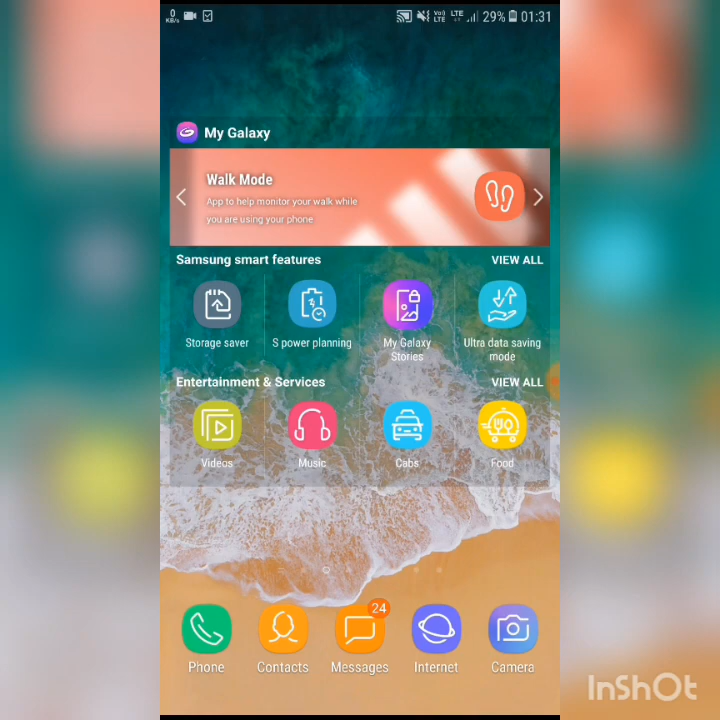 0
KB/s
Vo))
LTE
LTE
29%
01:31
My Galaxy
Walk Mode
App to help monitor your walk while
you are using your phone
Samsung smart features
VIEW ALL
Storage saver
S power planning
My Galaxy
Stories
Ultra data saving
mode
Entertainment & Services
VIEW ALL
Videos
Music
Cabs
Food
24
Phone
Contacts
Messages
Internet
Camera
InShOt